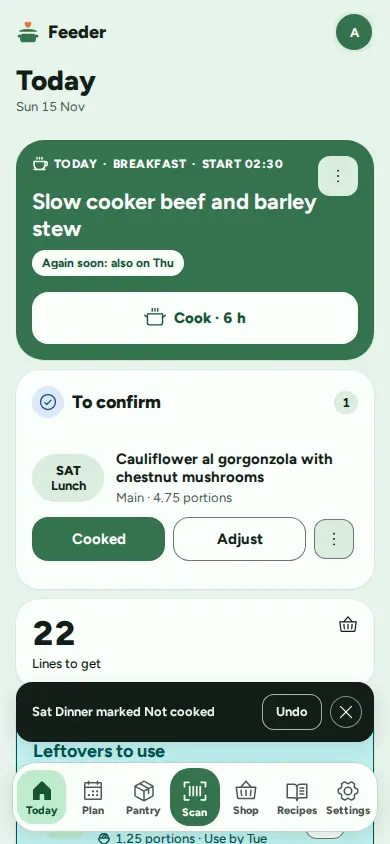 Feeder
A
Today
Sun 15 Nov
TODAY · BREAKFAST · START 02:30
Slow cooker beef and barley
stew
Again soon: also on Thu
Cook · 6 h
To confirm
1
SAT
Lunch
Cauliflower al gorgonzola with
chestnut mushrooms
Main · 4.75 portions
Cooked
Adjust
22
Lines to get
Sat Dinner marked Not cooked
Undo
Leftovers to use
Today
Plan
Pantry
Scan
Shop
Recipes
Settings
1.25 portions · Use by Tue